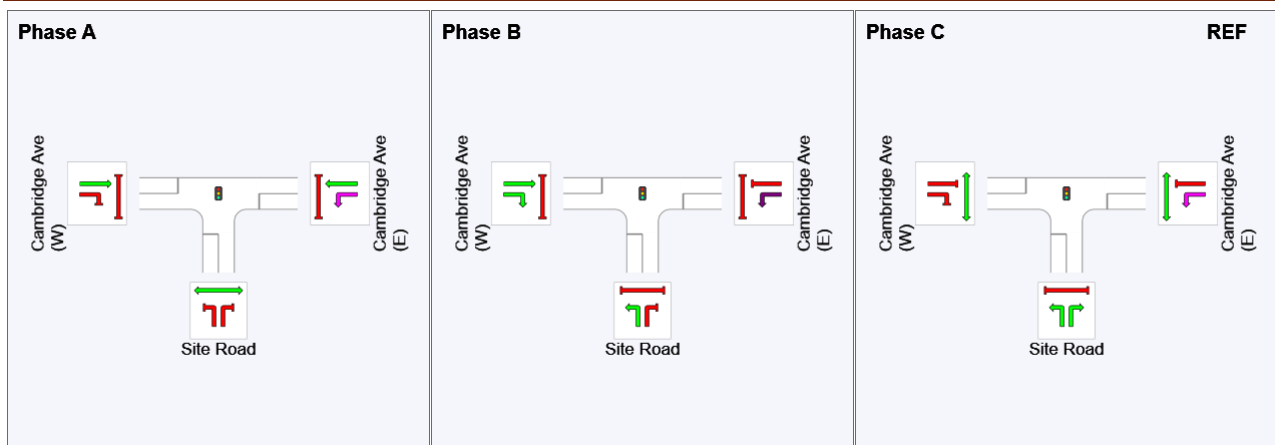 Phase A
Cambridge Ave
(W)
Cambridge Ave
(E)
Site Road
Phase B
Cambridge Ave
(W)
Cambridge Ave
(E)
Site Road
Phase C
REF
Cambridge Ave
(W)
Cambridge Ave
(E)
Site Road